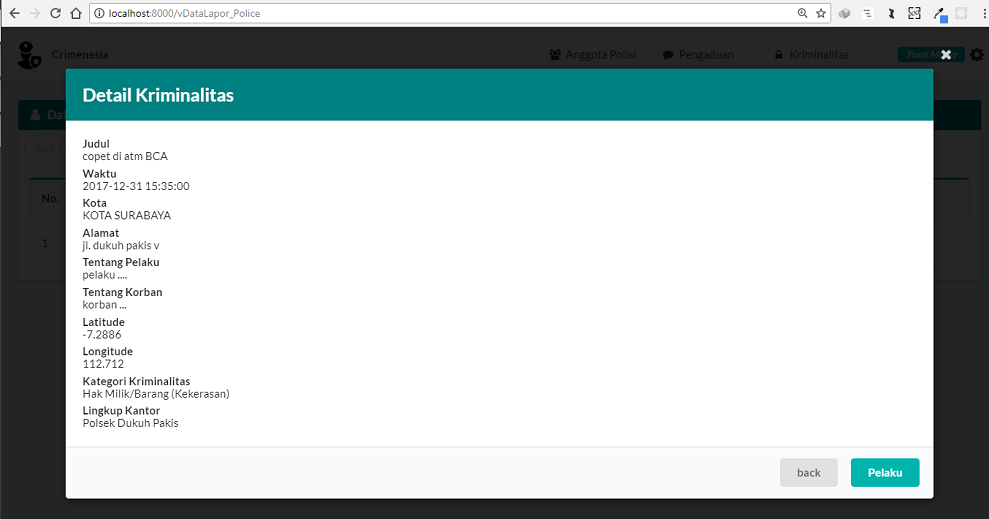 localhost:8000/vDataLapor_Police
Crimenesia
Anggota Polisi
Pengaduan
Kriminalitas
Detail Kriminalitas
Judul
copet di atm BCA
Waktu
2017-12-31 15:35:00
Kota
KOTA SURABAYA
Alamat
jl. dukuh pakis v
Tentang Pelaku
pelaku ....
Tentang Korban
korban ...
Latitude
-7.2886
Longitude
112.712
Kategori Kriminalitas
Hak Milik/Barang (Kekerasan)
Lingkup Kantor
Polsek Dukuh Pakis
back
Pelaku
No.
1